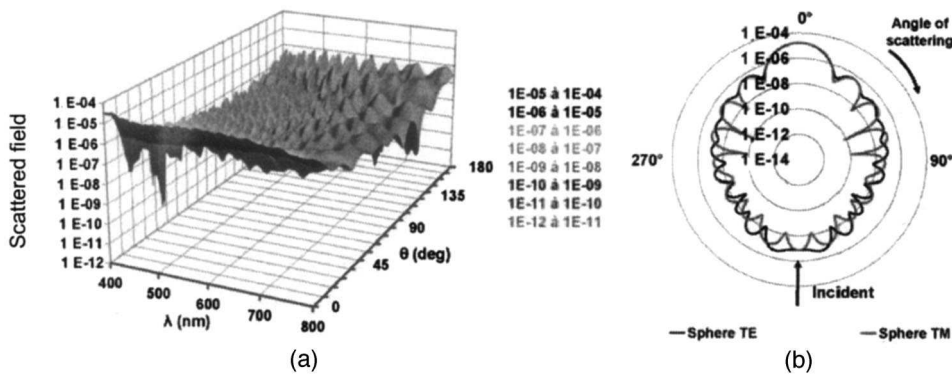 Scattered field
1 E-04
1 E-05
1 E-06
1 E-07
1 E-08
1 E-09
1 E-10
1 E-11
1 E-12
400
500
600
700
800
λ (nm)
0
45
90
135
180
θ (deg)
1E-05 à 1E-04
1E-06 à 1E-05
1E-07 à 1E-06
1E-08 à 1E-07
1E-09 à 1E-08
1E-10 à 1E-09
1E-11 à 1E-10
1E-12 à 1E-11
(a)
0°
1 E-04
1 E-06
1 E-08
1 E-10
1 E-12
1 E-14
Angle of
scattering
270°
90°
Incident
Sphere TE
Sphere TM
(b)